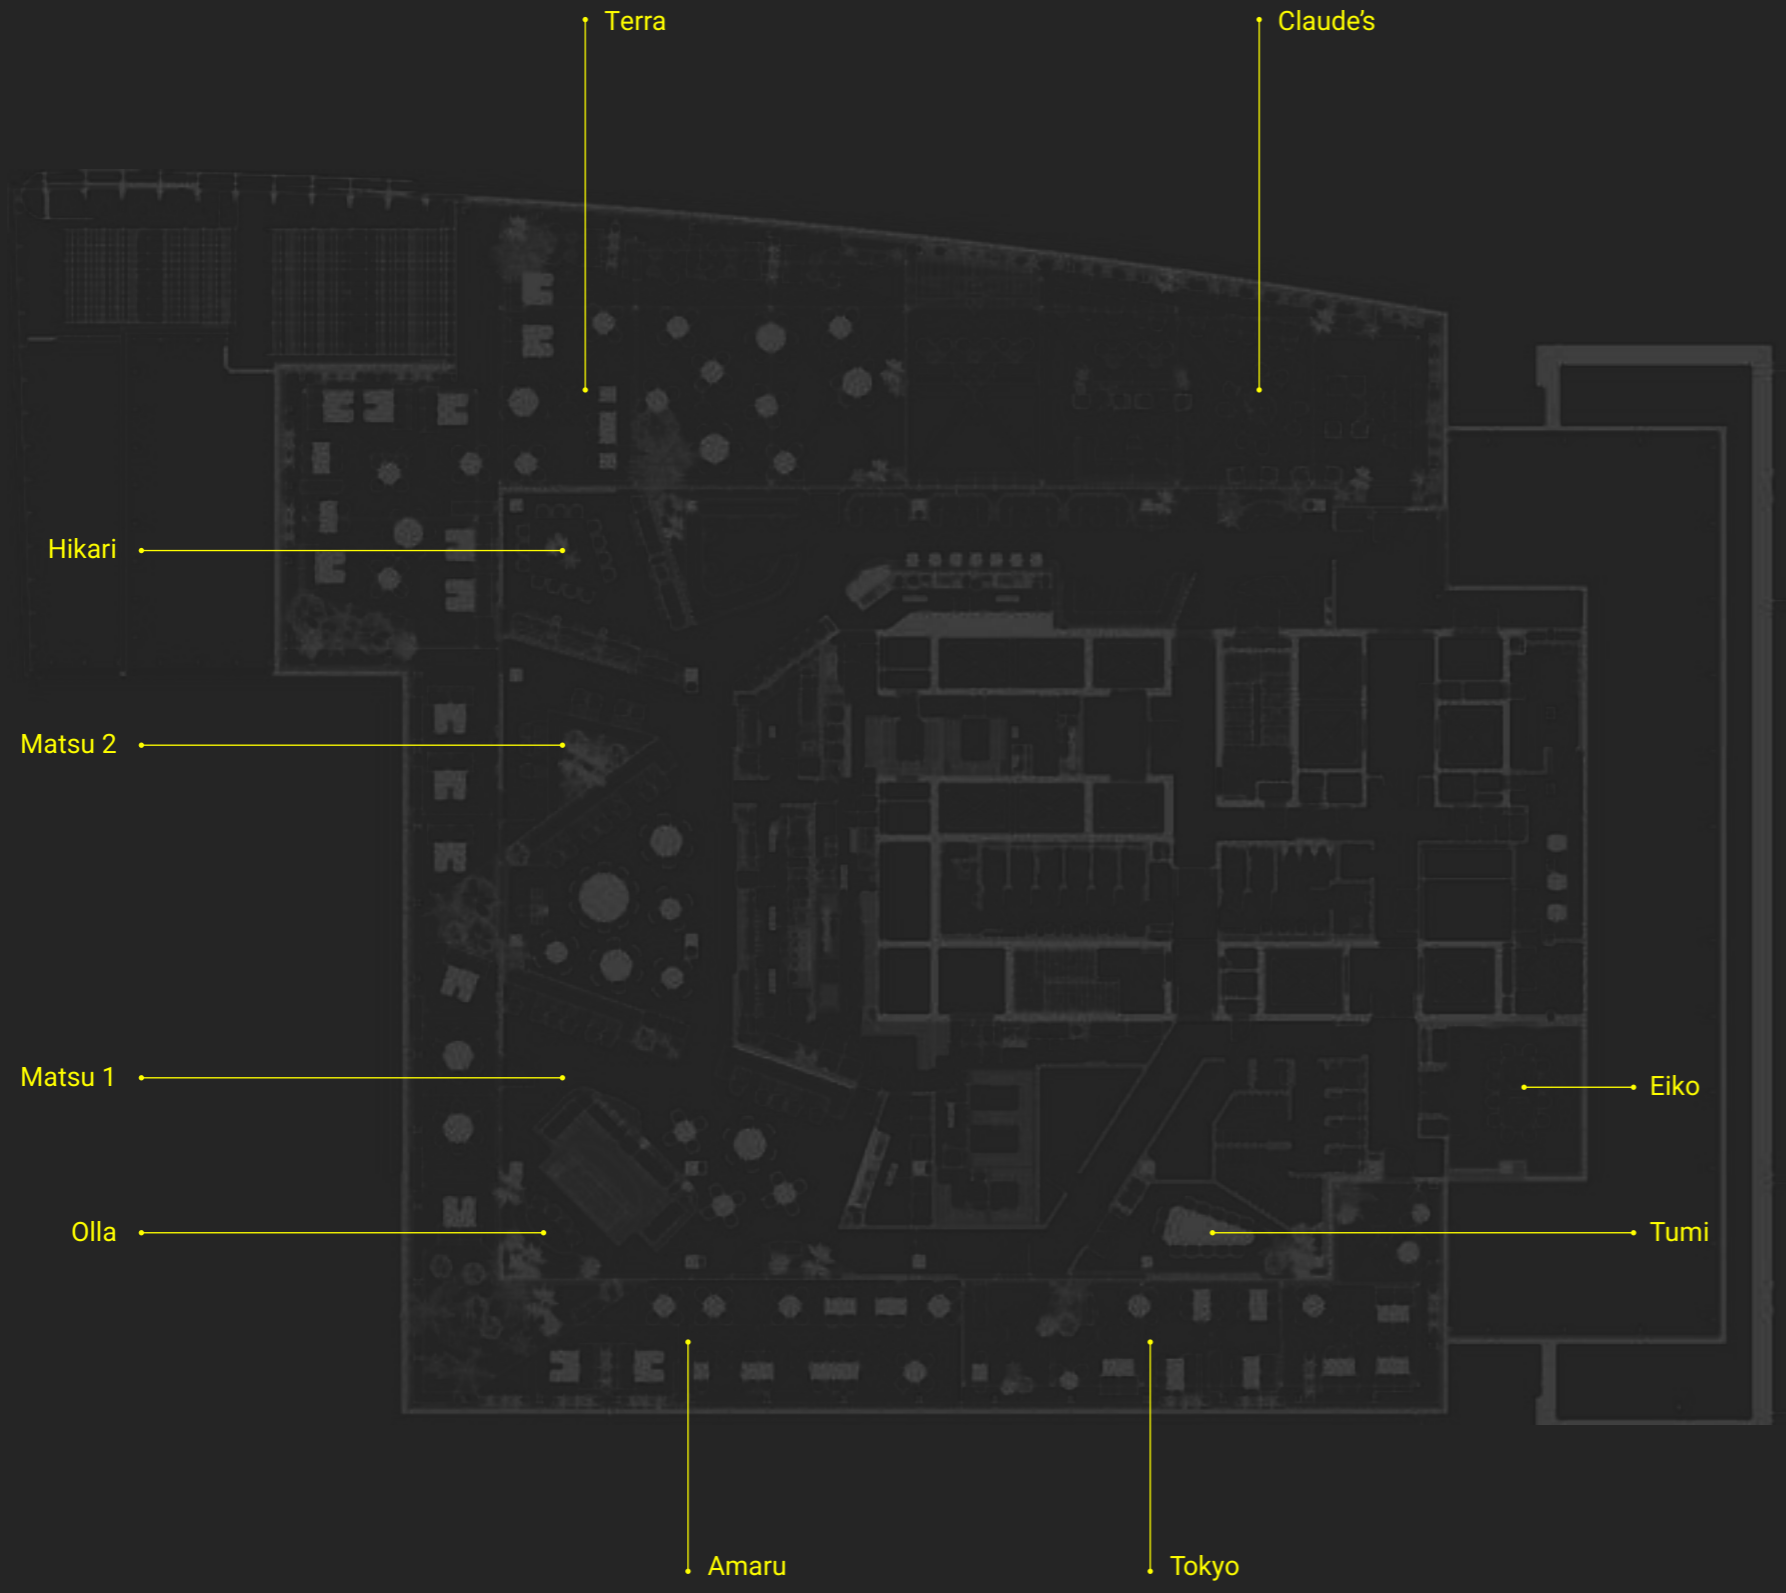 Terra
Claude’s
Hikari
Matsu 2
Matsu 1
Eiko
Olla
Tumi
Amaru
Tokyo